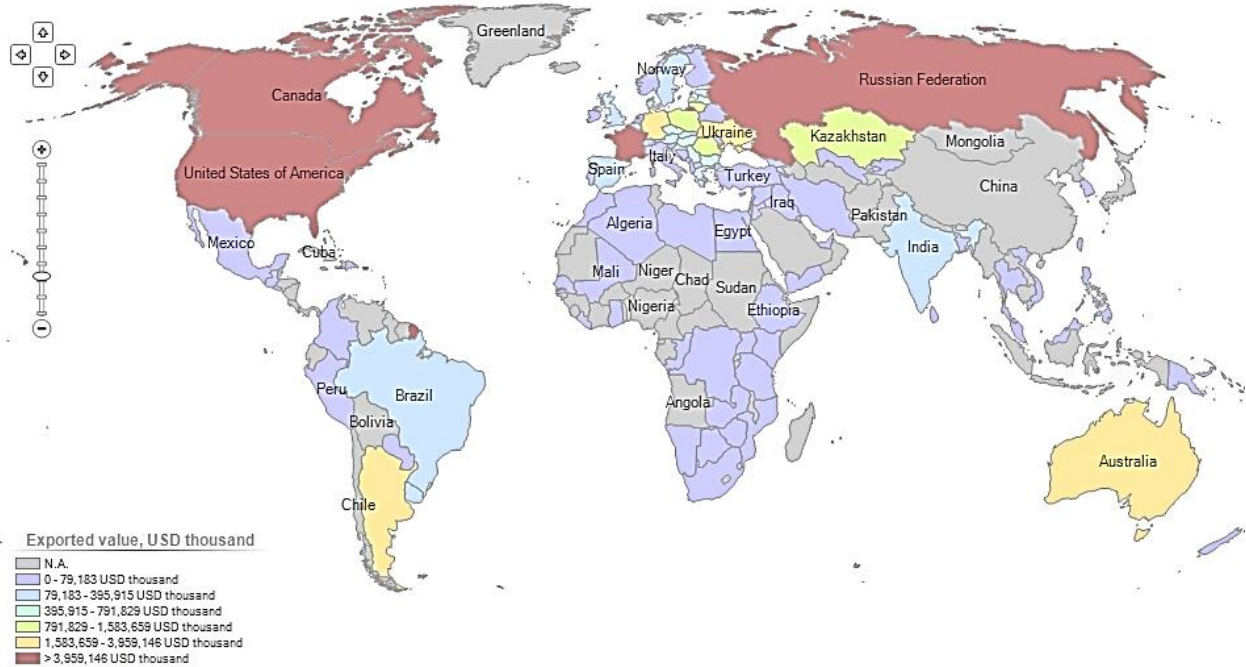 Greenland
Norway
Russian Federation
Canada
Ukraine
Kazakhstan
Mongolia
United States of America
Italy
Spain
Turkey
China
Iraq
Pakistan
Algeria
Egypt
Mexico
India
Cuba
Mali
Niger
Chad
Sudan
Nigeria
Ethiopia
Peru
Brazil
Angola
Bolivia
Australia
Chile
Exported value, USD thousand
N.A.
0 - 79,183 USD thousand
79,183 - 395,915 USD thousand
395,915 - 791,829 USD thousand
791,829 - 1,583,659 USD thousand
1,583,659 - 3,959,146 USD thousand
> 3,959,146 USD thousand